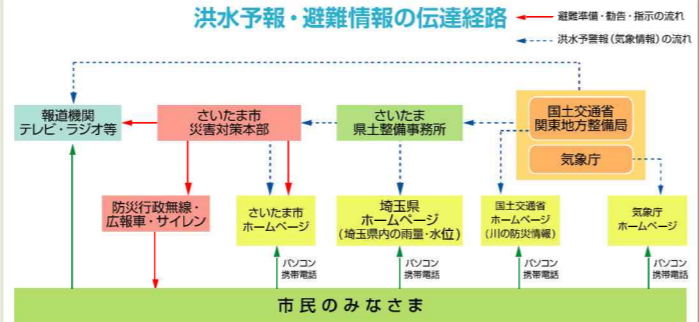 洪水予報・避難情報の伝達経路
避難準備・勧告・指示の流れ
洪水予警報(気象情報)の流れ
報道機関
テレビ・ラジオ等
さいたま市
災害対策本部
さいたま
県土整備事務所
国土交通省
関東地方整備局
気象庁
防災行政無線・
広報車・サイレン
さいたま市
ホームページ
埼玉県
ホームページ
(埼玉県内の雨量・水位)
国土交通省
ホームページ
(川の防災情報)
気象庁
ホームページ
パソコン
携帯電話
パソコン
携帯電話
パソコン
携帯電話
パソコン
携帯電話
市民のみなさま